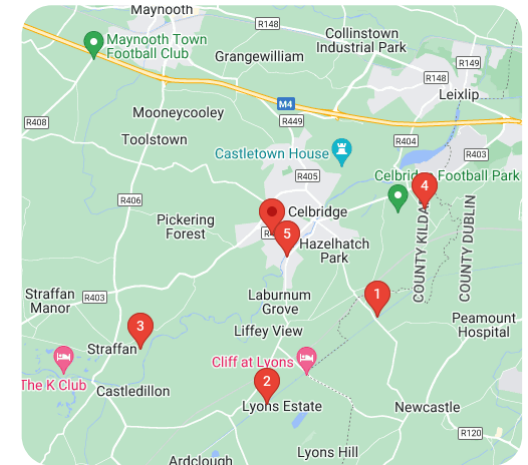 Maynooth
R148
Collinstown
Industrial Park
Maynooth Town
Football Club
Grangewilliam
R149
R148
Leixlip
M4
R408
Mooneycooley
R449
Toolstown
R404
Castletown House
R403
R405
Celbridge Football Park
4
R406
Pickering
Forest
Celbridge
5
Hazelhatch
Park
COUNTY KILDA
COUNTY DUBLIN
Straffan
Manor
R403
Laburnum
Grove
1
Peamount
Hospital
3
Liffey View
Straffan
Cliff at Lyons
The K Club
Castledillon
2
Lyons Estate
Newcastle
R120
Lyons Hill
Ardclough